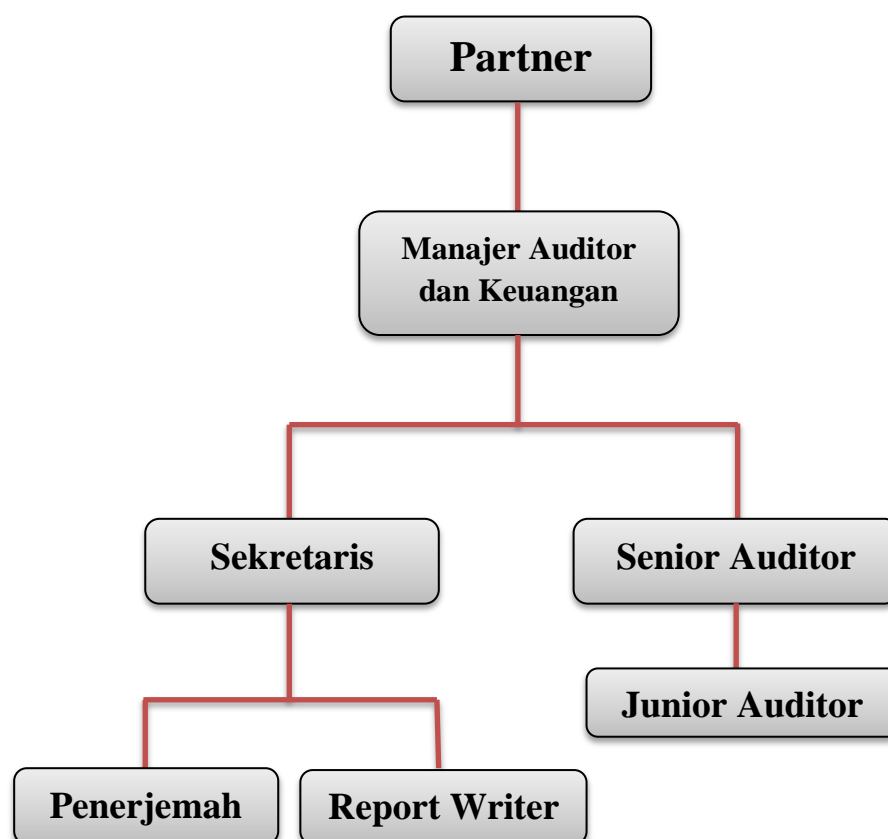 Partner
Manajer Auditor
dan Keuangan
Sekretaris
Senior Auditor
Junior Auditor
Penerjemah
Report Writer